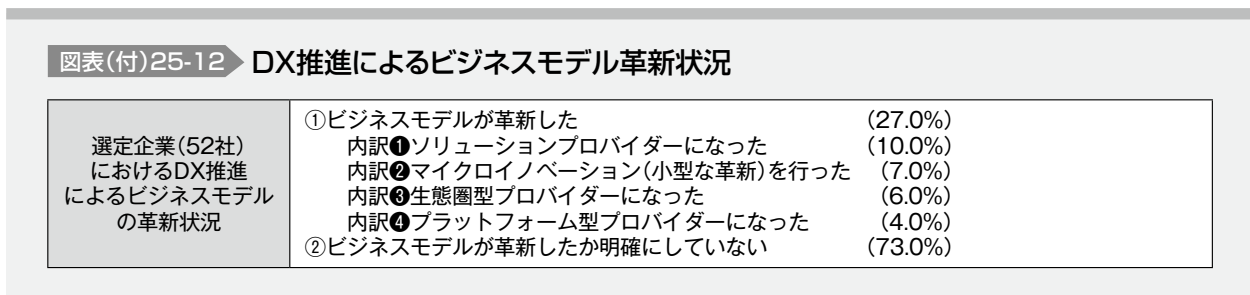 図表(付)25-12 DX推進によるビジネスモデル革新状況
選定企業(52社)
におけるDX推進
によるビジネスモデル
の革新状況
①ビジネスモデルが革新した (27.0%)
内訳❶ソリューションプロバイダーになった (10.0%)
内訳❷マイクロイノベーション(小型な革新)を行った (7.0%)
内訳❸生態圏型プロバイダーになった (6.0%)
内訳❹プラットフォーム型プロバイダーになった (4.0%)
②ビジネスモデルが革新したか明確にしていない (73.0%)